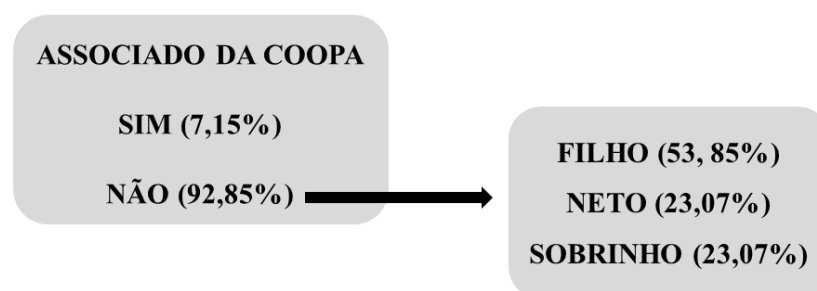 ASSOCIADO DA COOPA
SIM (7,15%)
NÃO (92,85%)
FILHO (53, 85%)
NETO (23,07%)
SOBRINHO (23,07%)